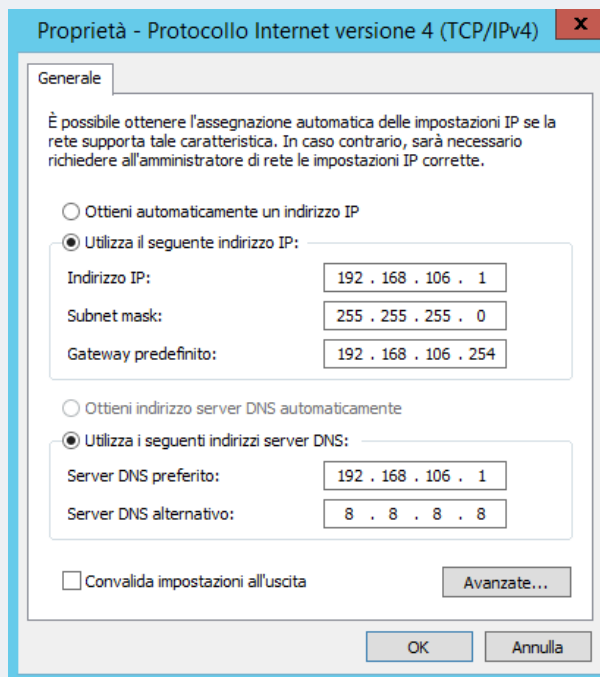 Proprietà - Protocollo Internet versione 4 (TCP/IPv4)
x
Generale
È possibile ottenere l'assegnazione automatica delle impostazioni IP se la
rete supporta tale caratteristica. In caso contrario, sarà necessario
richiedere all'amministratore di rete le impostazioni IP corrette.
Ottieni automaticamente un indirizzo IP
Utilizza il seguente indirizzo IP:
Indirizzo IP: 192 . 168 . 106 . 1
Subnet mask: 255 . 255 . 255 . 0
Gateway predefinito: 192 . 168 . 106 . 254
Ottieni indirizzo server DNS automaticamente
Utilizza i seguenti indirizzi server DNS:
Server DNS preferito: 192 . 168 . 106 . 1
Server DNS alternativo: 8 . 8 . 8 . 8
Convalida impostazioni all'uscita Avanzate...
OK Annulla